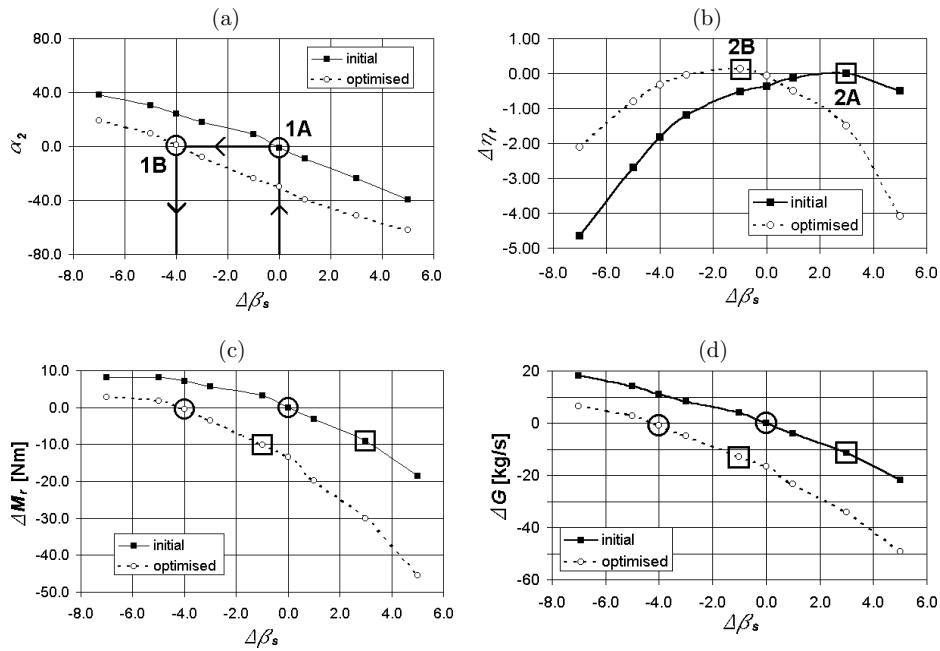 (a)
80.0
40.0
0.0
-40.0
-80.0
α₂
initial
optimised
1A
1B
-8.0 -6.0 -4.0 -2.0 0.0 2.0 4.0 6.0
Δβs
(b)
1.00
0.00
-1.00
-2.00
-3.00
-4.00
-5.00
Δηr
2B
2A
initial
optimised
-8.0 -6.0 -4.0 -2.0 0.0 2.0 4.0 6.0
Δβs
(c)
10.0
0.0
-10.0
-20.0
-30.0
-40.0
-50.0
ΔMr [Nm]
initial
optimised
-8.0 -6.0 -4.0 -2.0 0.0 2.0 4.0 6.0
Δβs
(d)
20
0
-20
-40
-60
ΔG [kg/s]
initial
optimised
-8.0 -6.0 -4.0 -2.0 0.0 2.0 4.0 6.0
Δβs